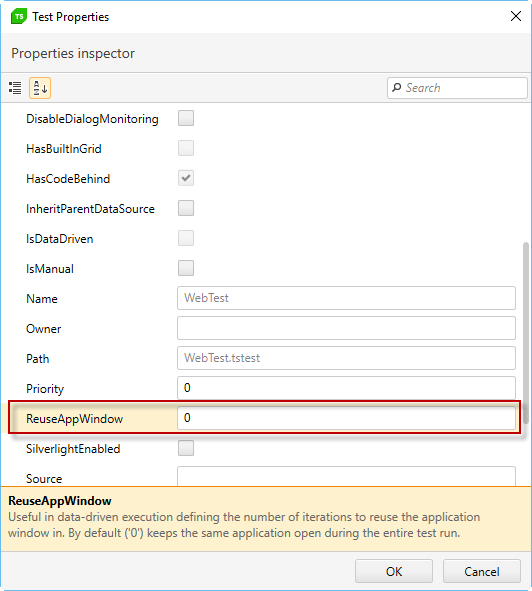 TS Test Properties
Properties inspector
Search
DisableDialogMonitoring
HasBuiltInGrid
HasCodeBehind
InheritParentDataSource
IsDataDriven
IsManual
Name WebTest
Owner
Path WebTest.tstest
Priority 0
ReuseAppWindow 0
SilverlightEnabled
Source
ReuseAppWindow
Useful in data-driven execution defining the number of iterations to reuse the application
window in. By default ('0') keeps the same application open during the entire test run.
OK Cancel